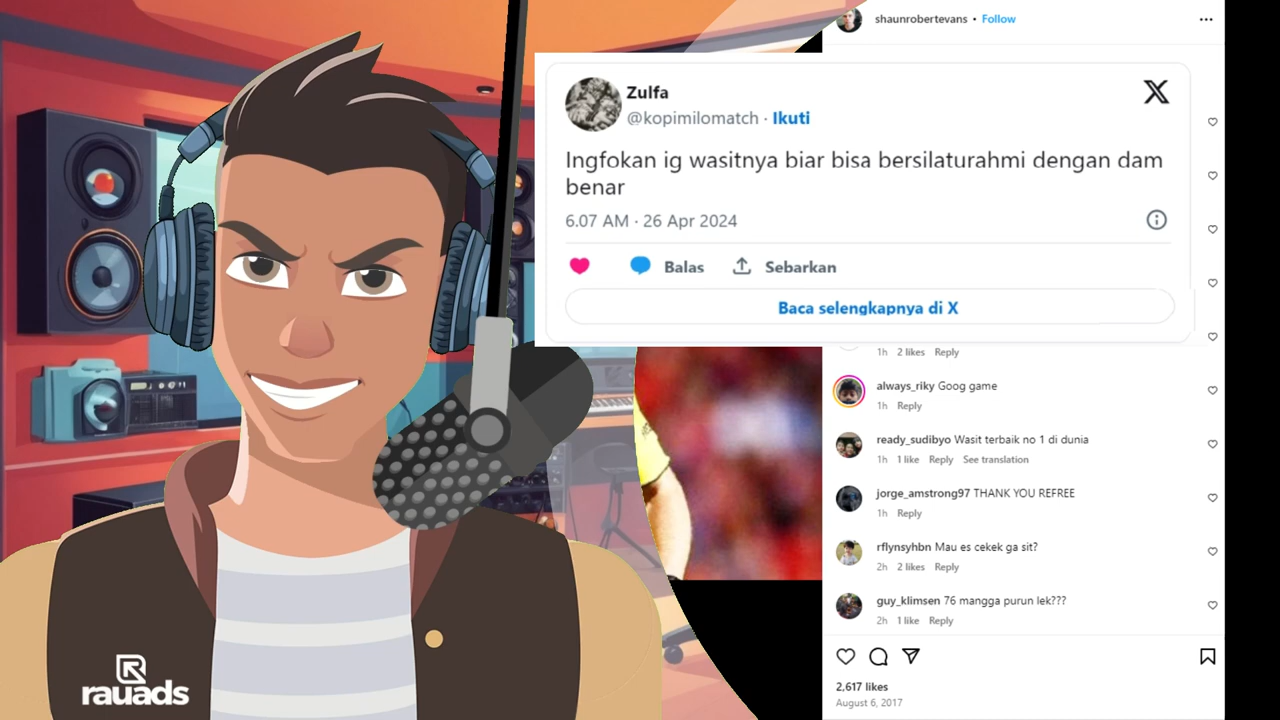 shaunrobertevans • Follow
Zulfa
@kopimilomatch · Ikuti
Ingfokan ig wasitnya biar bisa bersilaturahmi dengan dam
benar
6.07 AM · 26 Apr 2024
Balas Sebarkan
Baca selengkapnya di X
1h 2 likes Reply
always_riky Goog game
1h Reply
ready_sudibyo Wasit terbaik no 1 di dunia
1h 1 like Reply See translation
jorge_amstrong97 THANK YOU REFREE
1h Reply
rflynsyhbn Mau es cekek ga sit?
2h 2 likes Reply
guy_klimsen 76 mangga purun lek???
2h 1 like Reply
2,617 likes
August 6, 2017
rauads